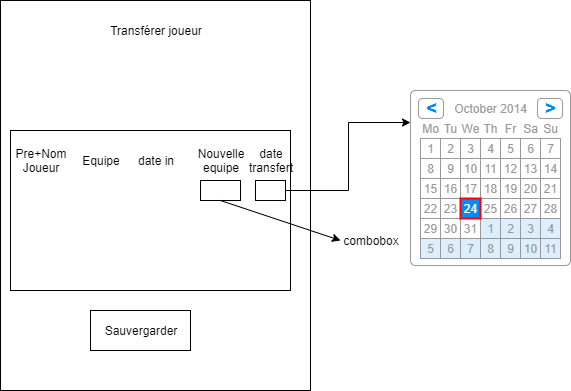 Transférer joueur
Pre+Nom
Joueur
Equipe
date in
Nouvelle
equipe
date
transfert
combobox
Sauvergarder
< October 2014 >
Mo Tu We Th Fr Sa Su
1 2 3 4 5 6 7
8 9 10 11 12 13 14
15 16 17 18 19 20 21
22 23 24 25 26 27 28
29 30 31 1 2 3 4
5 6 7 8 9 10 11